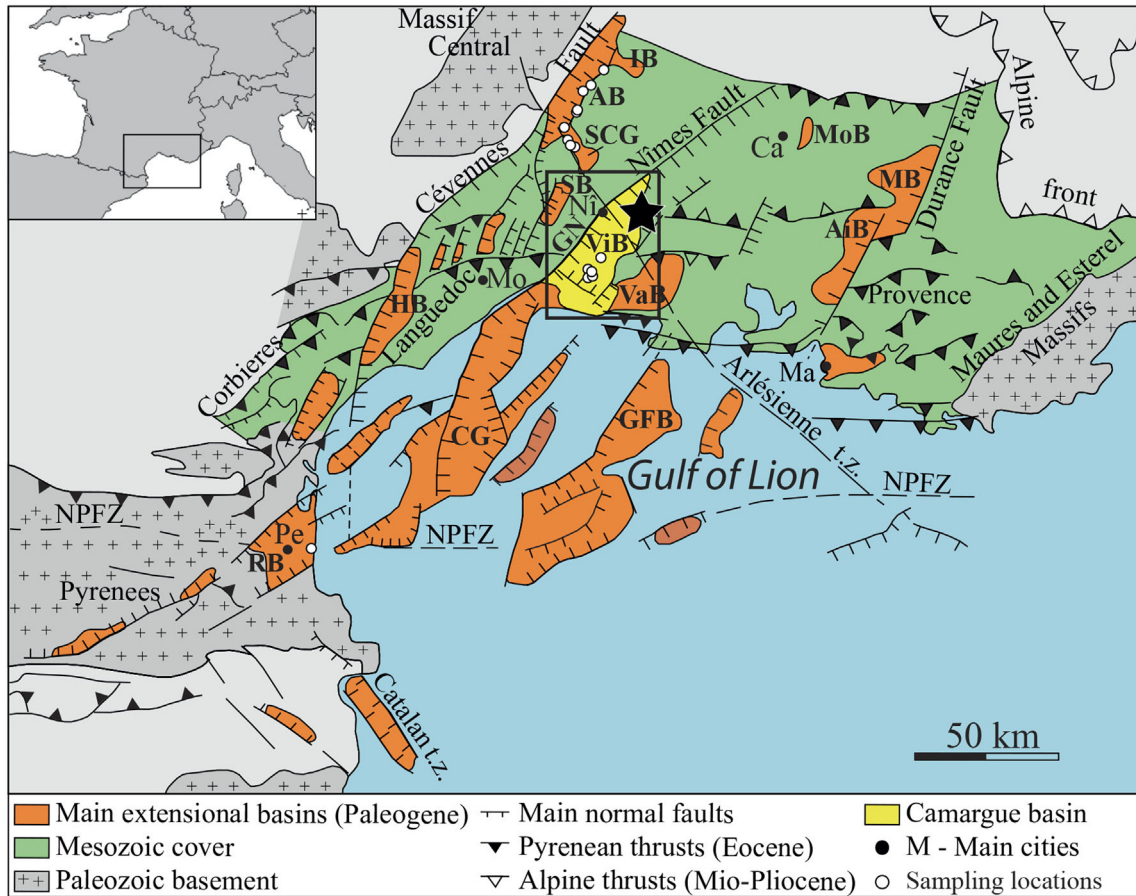 Massif
Central
Fault
IB
AB
SCG
Cévennes
Nîmes Fault
Ca
MoB
MB
AiB
Durance Fault
Alpine
front
SB
Nî
GN
ViB
VaB
Mo
HB
Languedoc
Corbieres
Provence
Maures and Esterel
Massifs
Ma
Arlésienne t.z.
CG
GFB
Gulf of Lion
NPFZ
NPFZ
NPFZ
Pe
RB
Pyrenees
Catalan t.z.
50 km
Main extensional basins (Paleogene)
Main normal faults
Camargue basin
Mesozoic cover
Pyrenean thrusts (Eocene)
M - Main cities
Paleozoic basement
Alpine thrusts (Mio-Pliocene)
Sampling locations